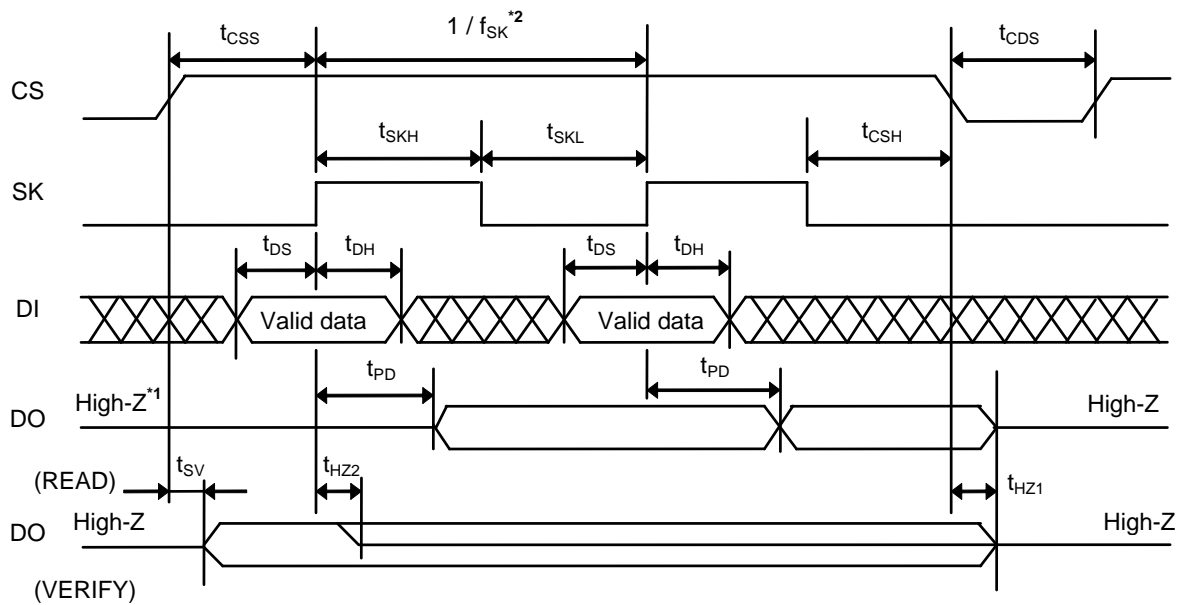 tCSS
1 / fSK*2
tCDS
CS
tSKH
tSKL
tCSH
SK
tDS
tDH
tDS
tDH
DI
Valid data
Valid data
tPD
tPD
DO
High-Z*1
High-Z
(READ)
tSV
tHZ2
tHZ1
DO
High-Z
High-Z
(VERIFY)